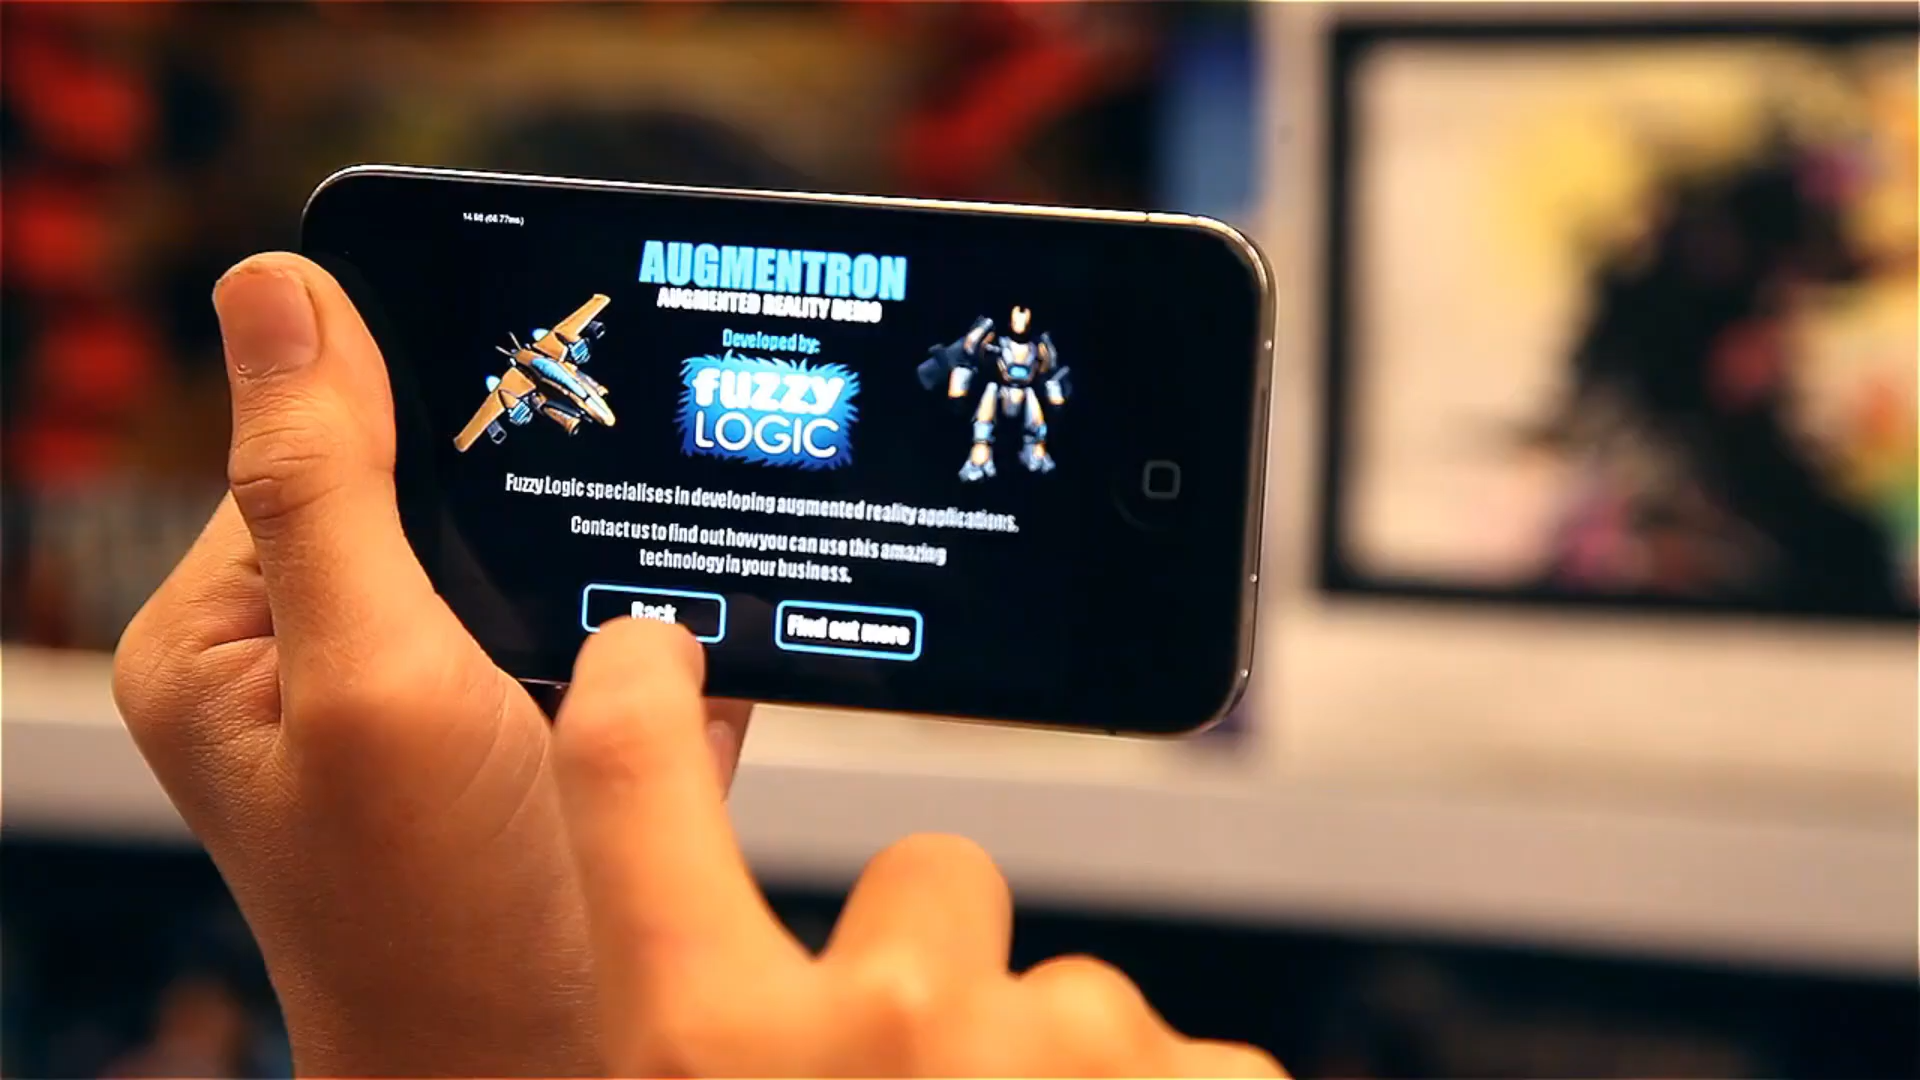 AUGMENTRON
AUGMENTED REALITY DEMO
Developed by:
fuzzy
LOGIC
Fuzzy Logic specialises in developing augmented reality applications.
Contact us to find out how you can use this amazing
technology in your business.
Back
Find out more